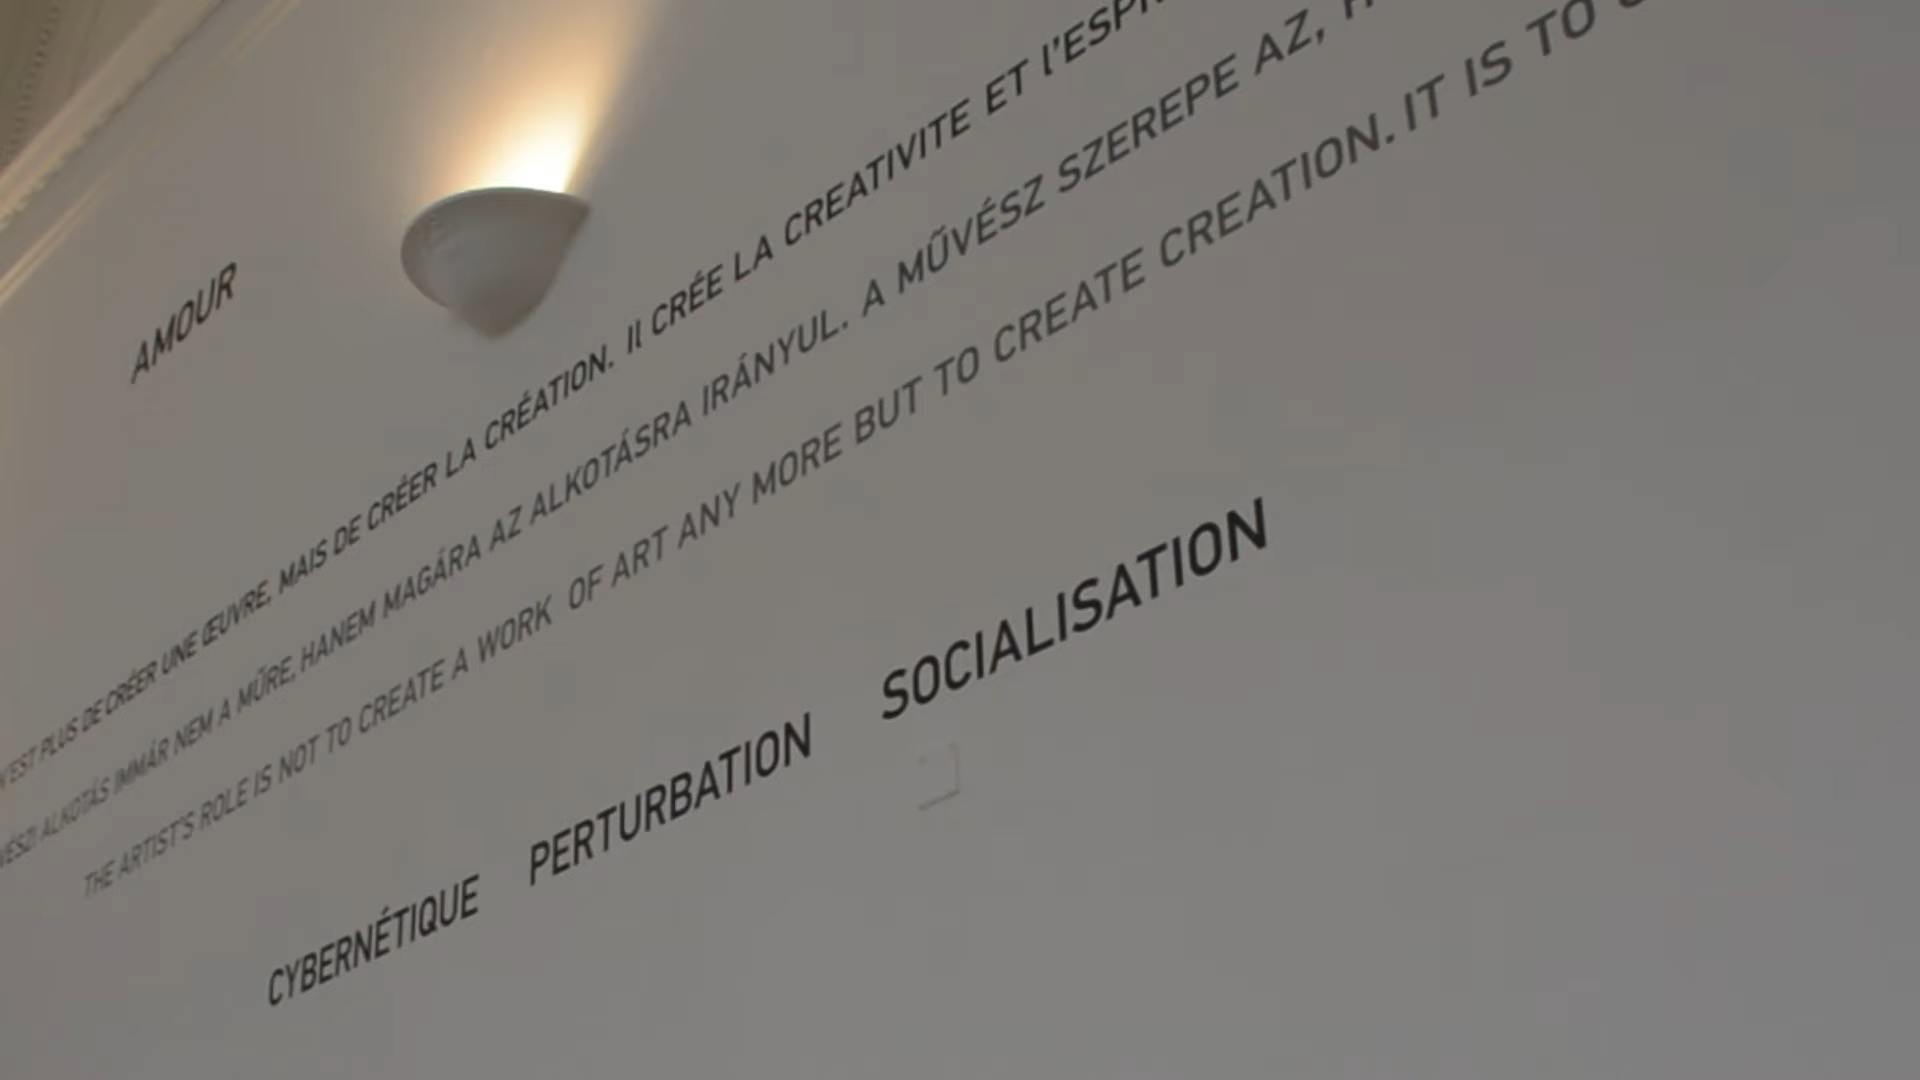 AMOUR
N'EST PLUS DE CRÉER UNE ŒUVRE, MAIS DE CRÉER LA CRÉATION. Il CRÉE LA CREATIVITE ET l'ESPR
ALKOTÁS IMMÁR NEM A MŰRE, HANEM MAGÁRA AZ ALKOTÁSRA IRÁNYUL. A MŰVÉSZ SZEREPE AZ,
THE ARTIST'S ROLE IS NOT TO CREATE A WORK OF ART ANY MORE BUT TO CREATE CREATION. IT IS TO
CYBERNÉTIQUE PERTURBATION SOCIALISATION